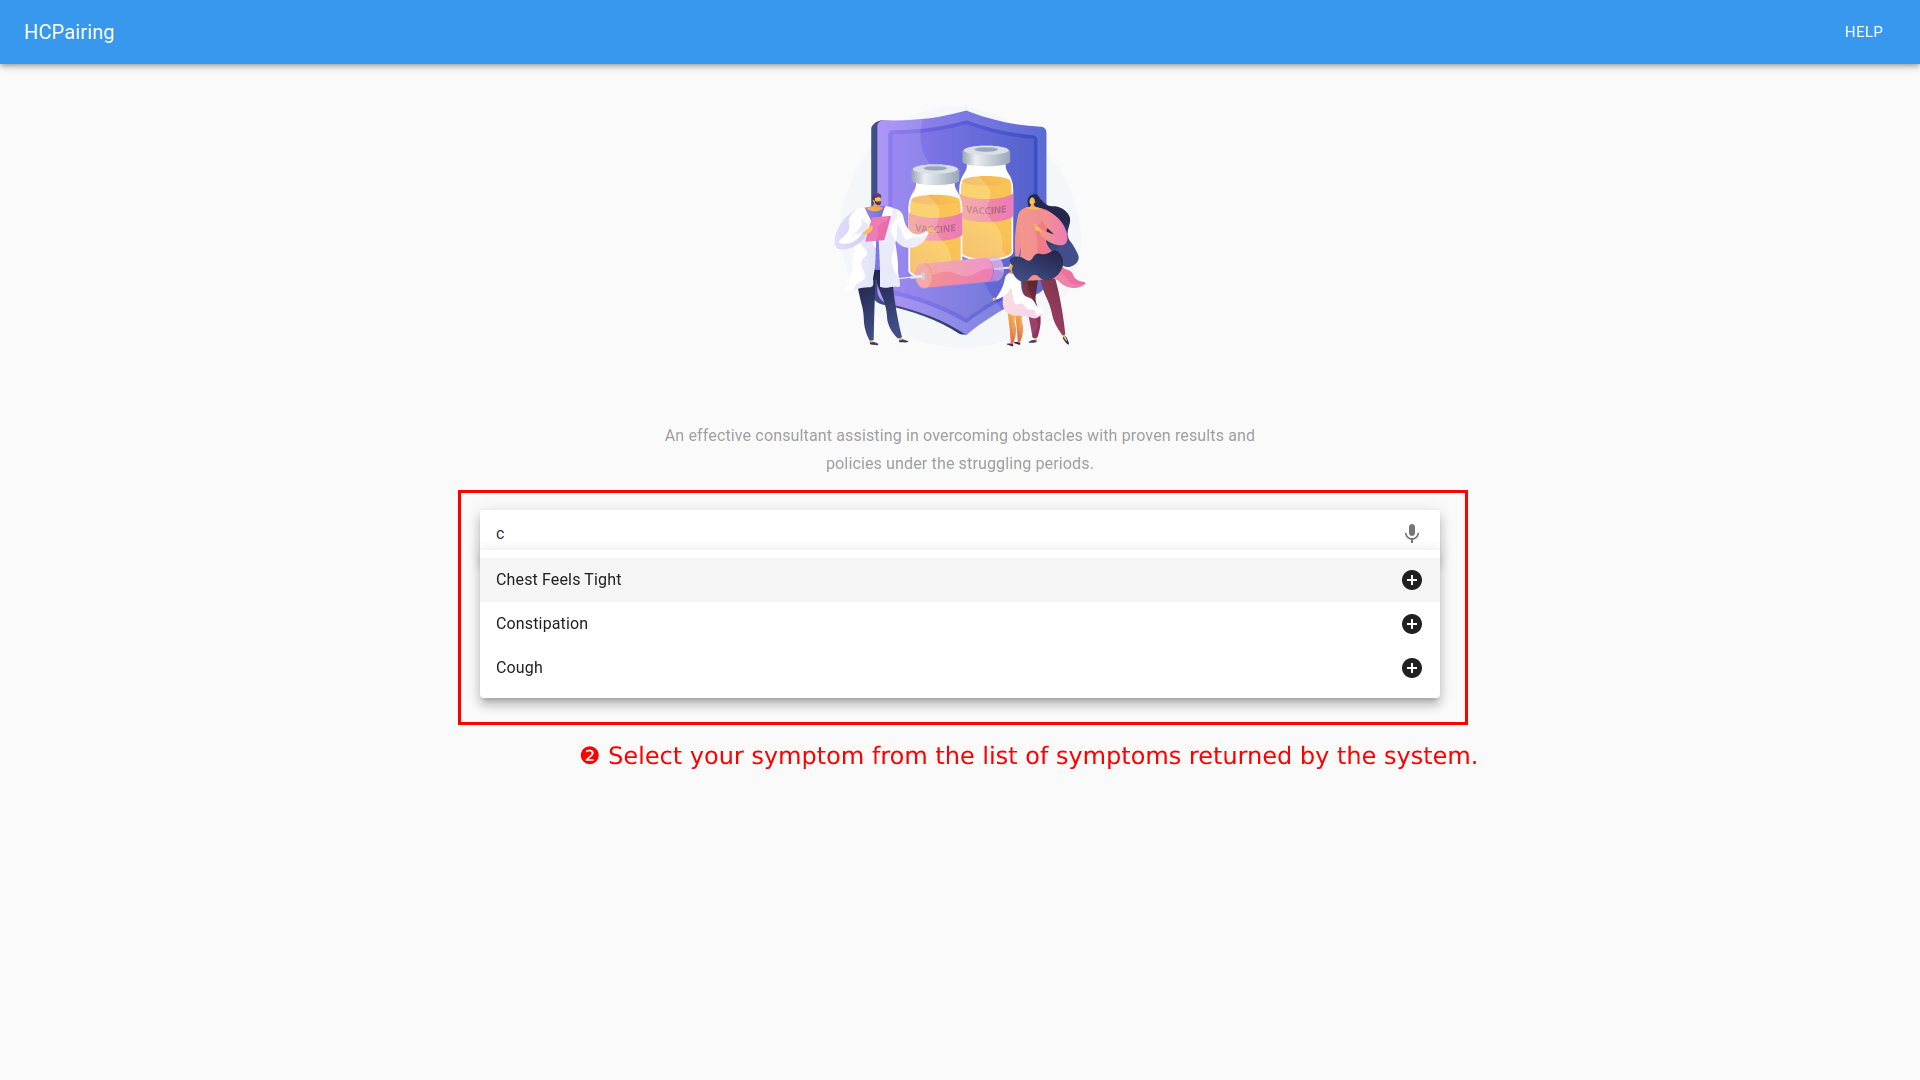 HCPairing
HELP
VACCINE
VACCINE
An effective consultant assisting in overcoming obstacles with proven results and
policies under the struggling periods.
c
Chest Feels Tight
Constipation
Cough
❷ Select your symptom from the list of symptoms returned by the system.